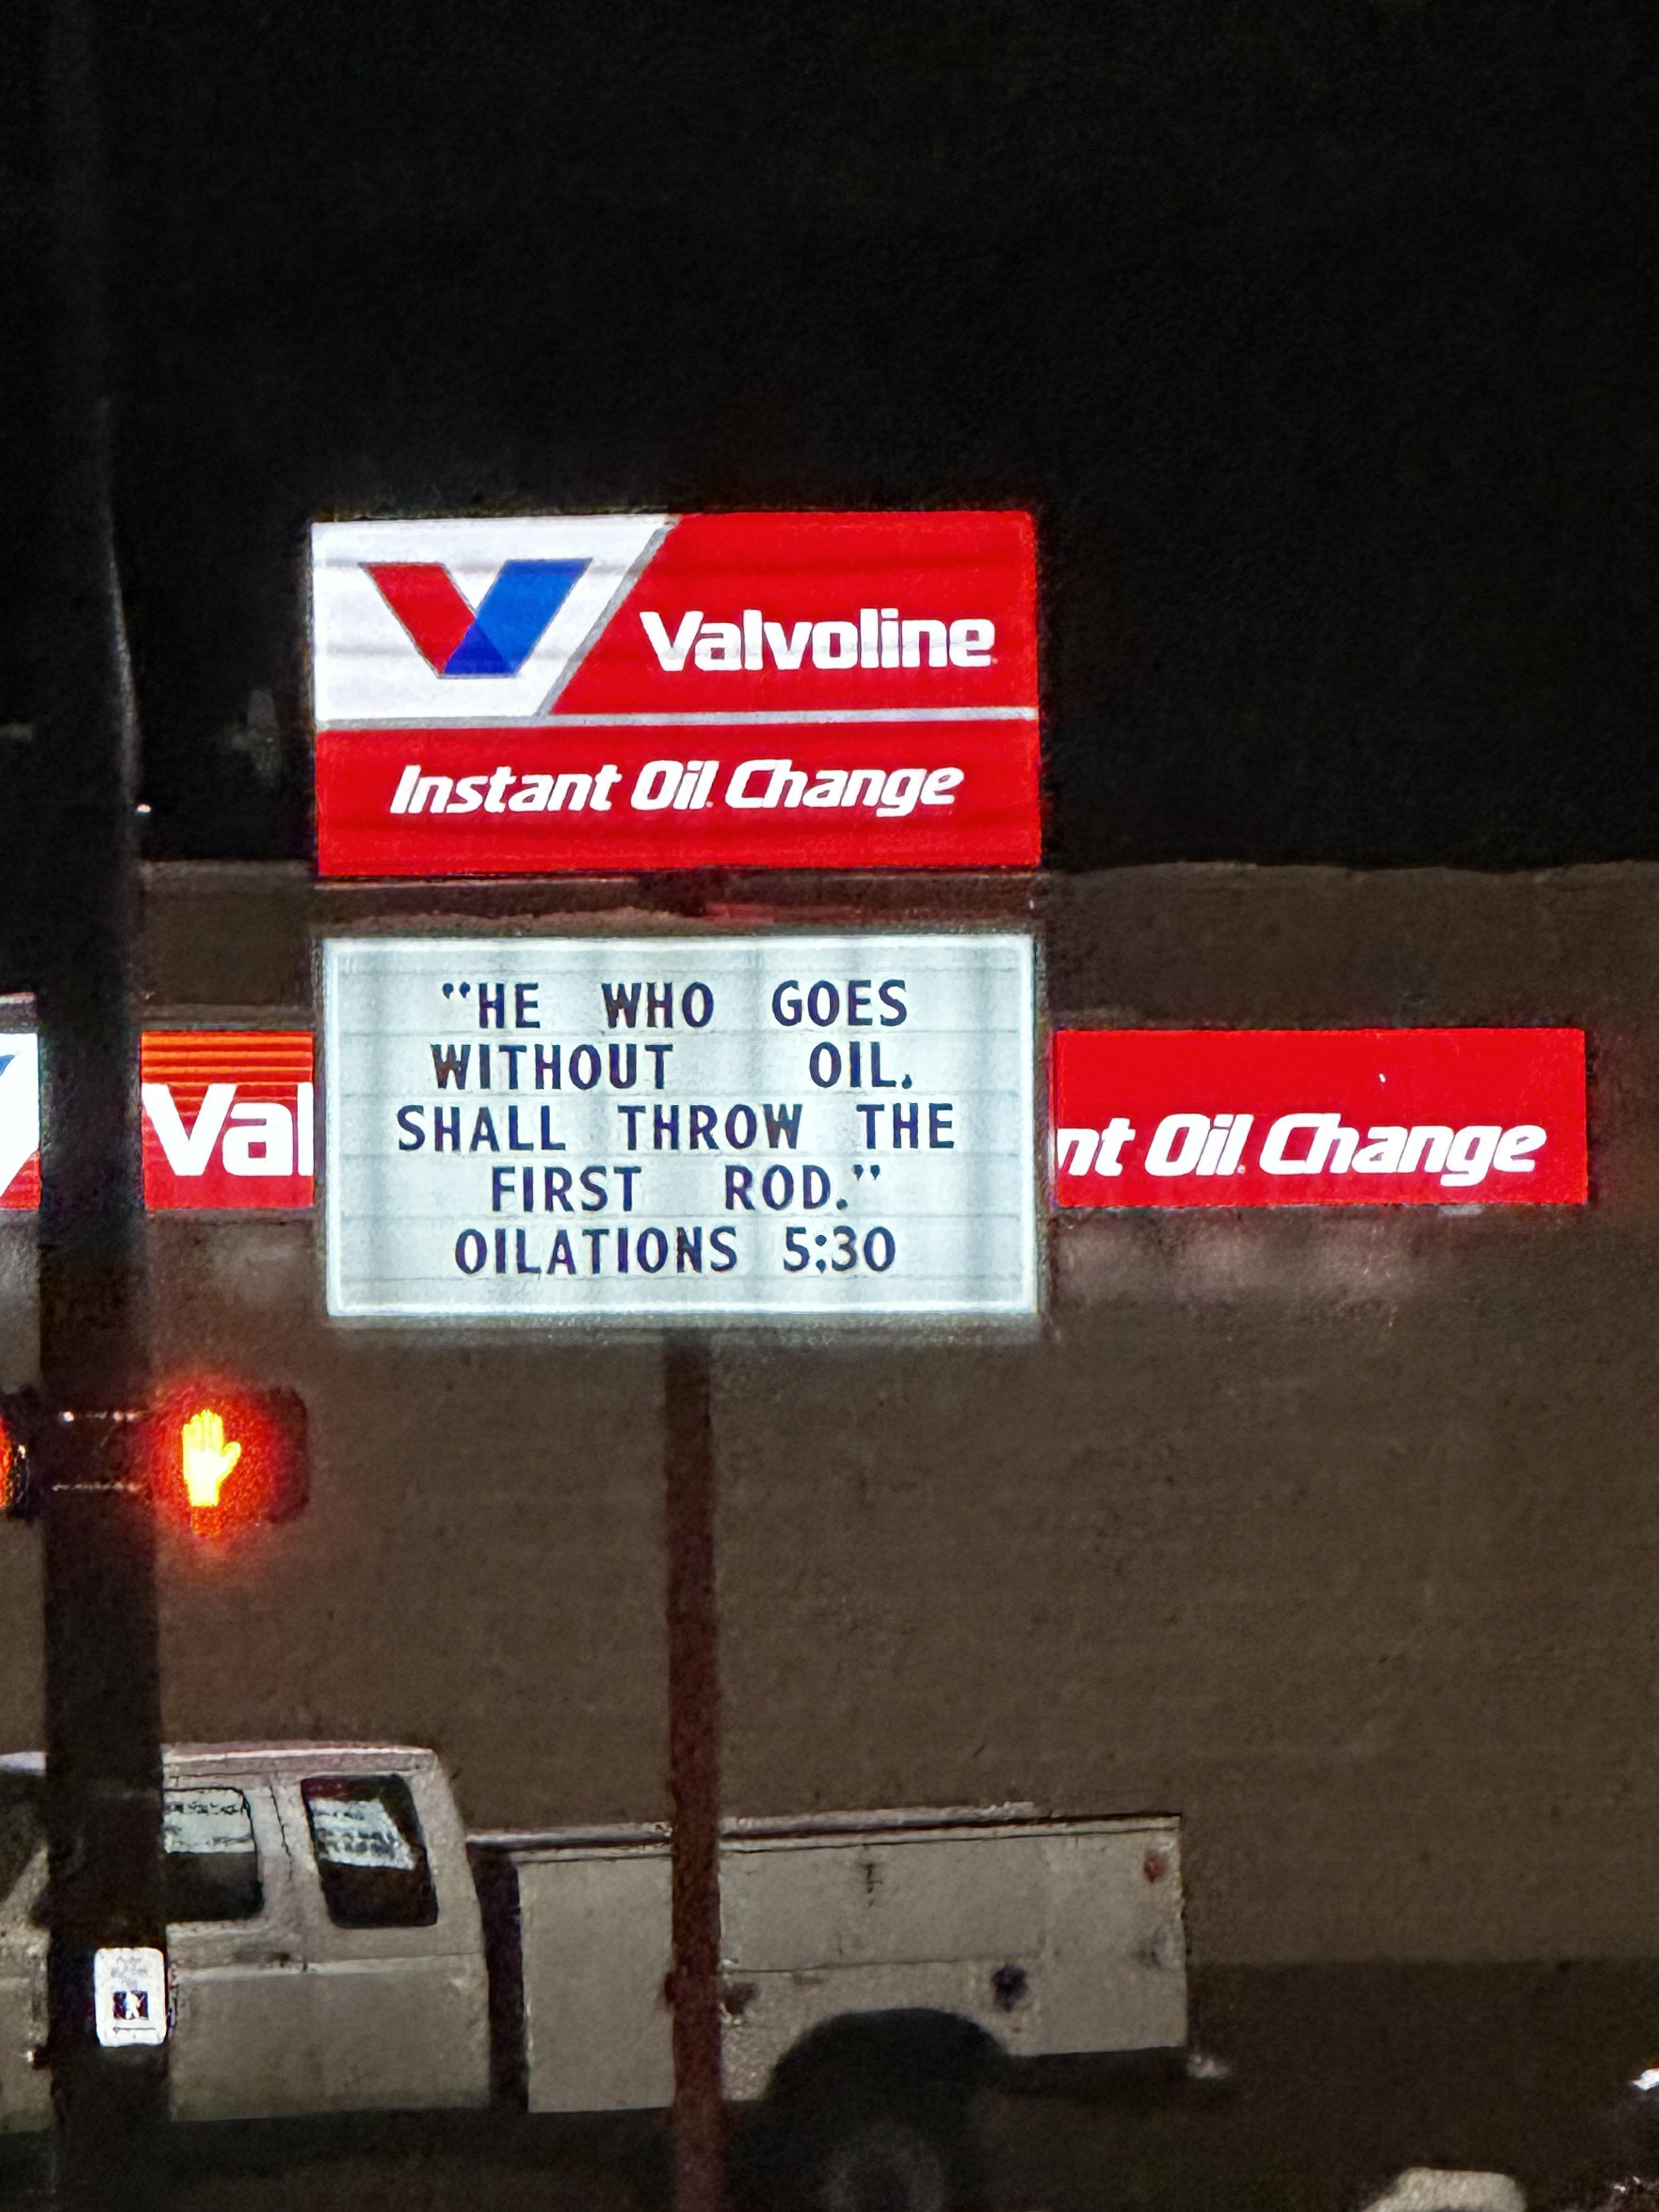 Valvoline
Instant Oil Change
"HE WHO GOES
WITHOUT OIL.
SHALL THROW THE
FIRST ROD."
OILATIONS 5:30
Val
nt Oil Change